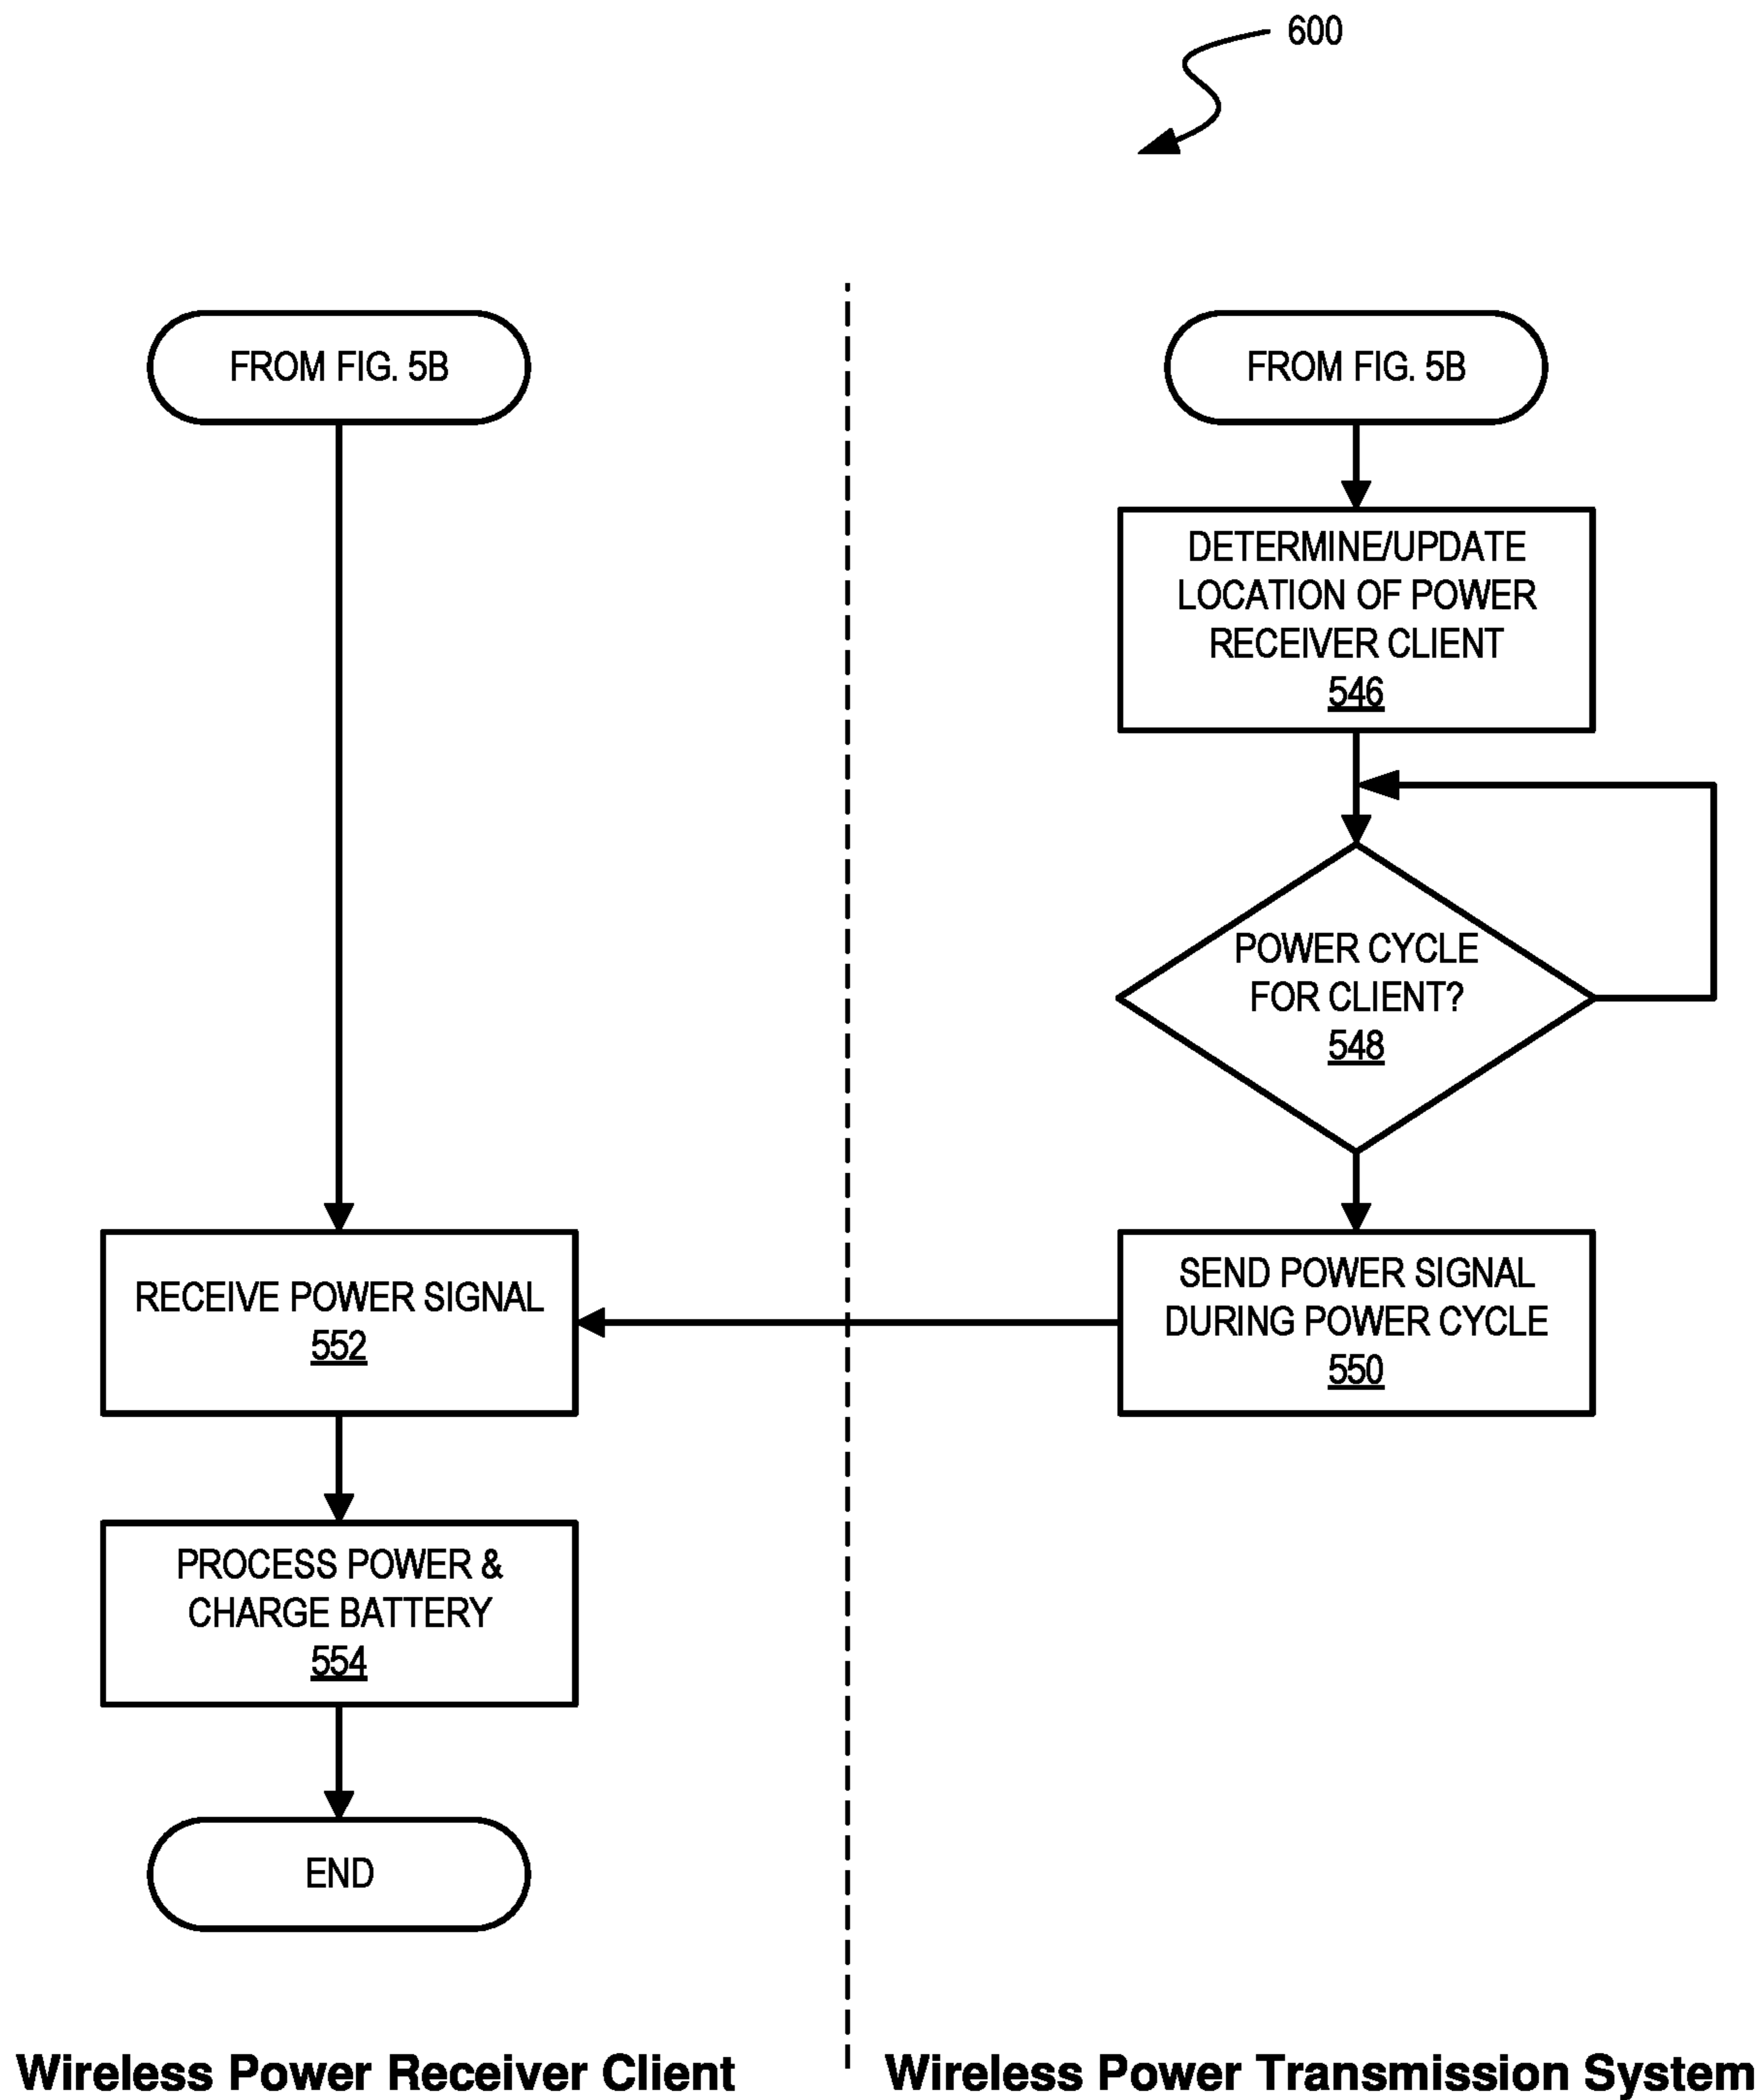 600
FROM FIG. 5B
FROM FIG. 5B
DETERMINE/UPDATE
LOCATION OF POWER
RECEIVER CLIENT
546
POWER CYCLE
FOR CLIENT?
548
SEND POWER SIGNAL
DURING POWER CYCLE
550
RECEIVE POWER SIGNAL
552
PROCESS POWER &
CHARGE BATTERY
554
END
Wireless Power Receiver Client
Wireless Power Transmission System